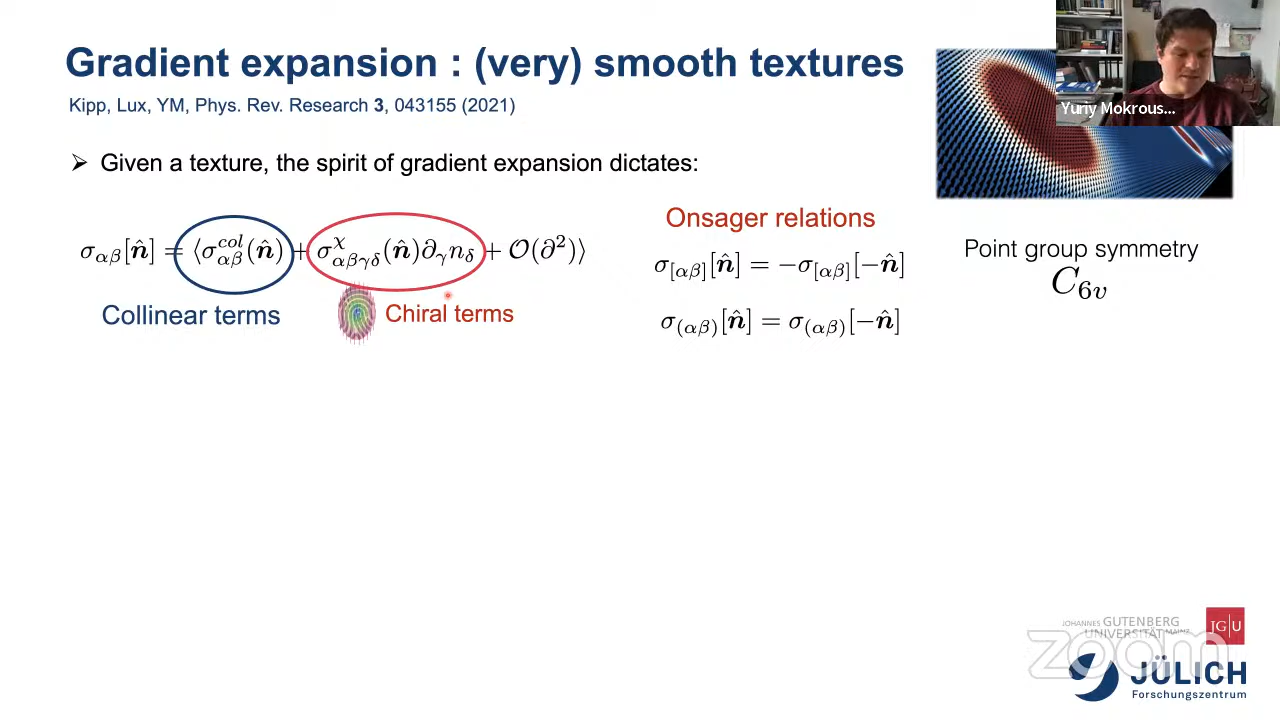 Gradient expansion : (very) smooth textures
Kipp, Lux, YM, Phys. Rev. Research 3, 043155 (2021)
Yuriy Mokrous...
➢ Given a texture, the spirit of gradient expansion dictates:
σ_{αβ}[n̂] = ⟨σ^{col}_{αβ}(n̂) + σ^{χ}_{αβγδ}(n̂)∂_γ n_δ + O(∂²)⟩
Collinear terms
Chiral terms
Onsager relations
σ_{[αβ]}[n̂] = −σ_{[αβ]}[−n̂]
σ_{(αβ)}[n̂] = σ_{(αβ)}[−n̂]
Point group symmetry
C_{6v}
JOHANNES GUTENBERG
UNIVERSITÄT MAINZ
JG|U
zoom
JÜLICH
Forschungszentrum